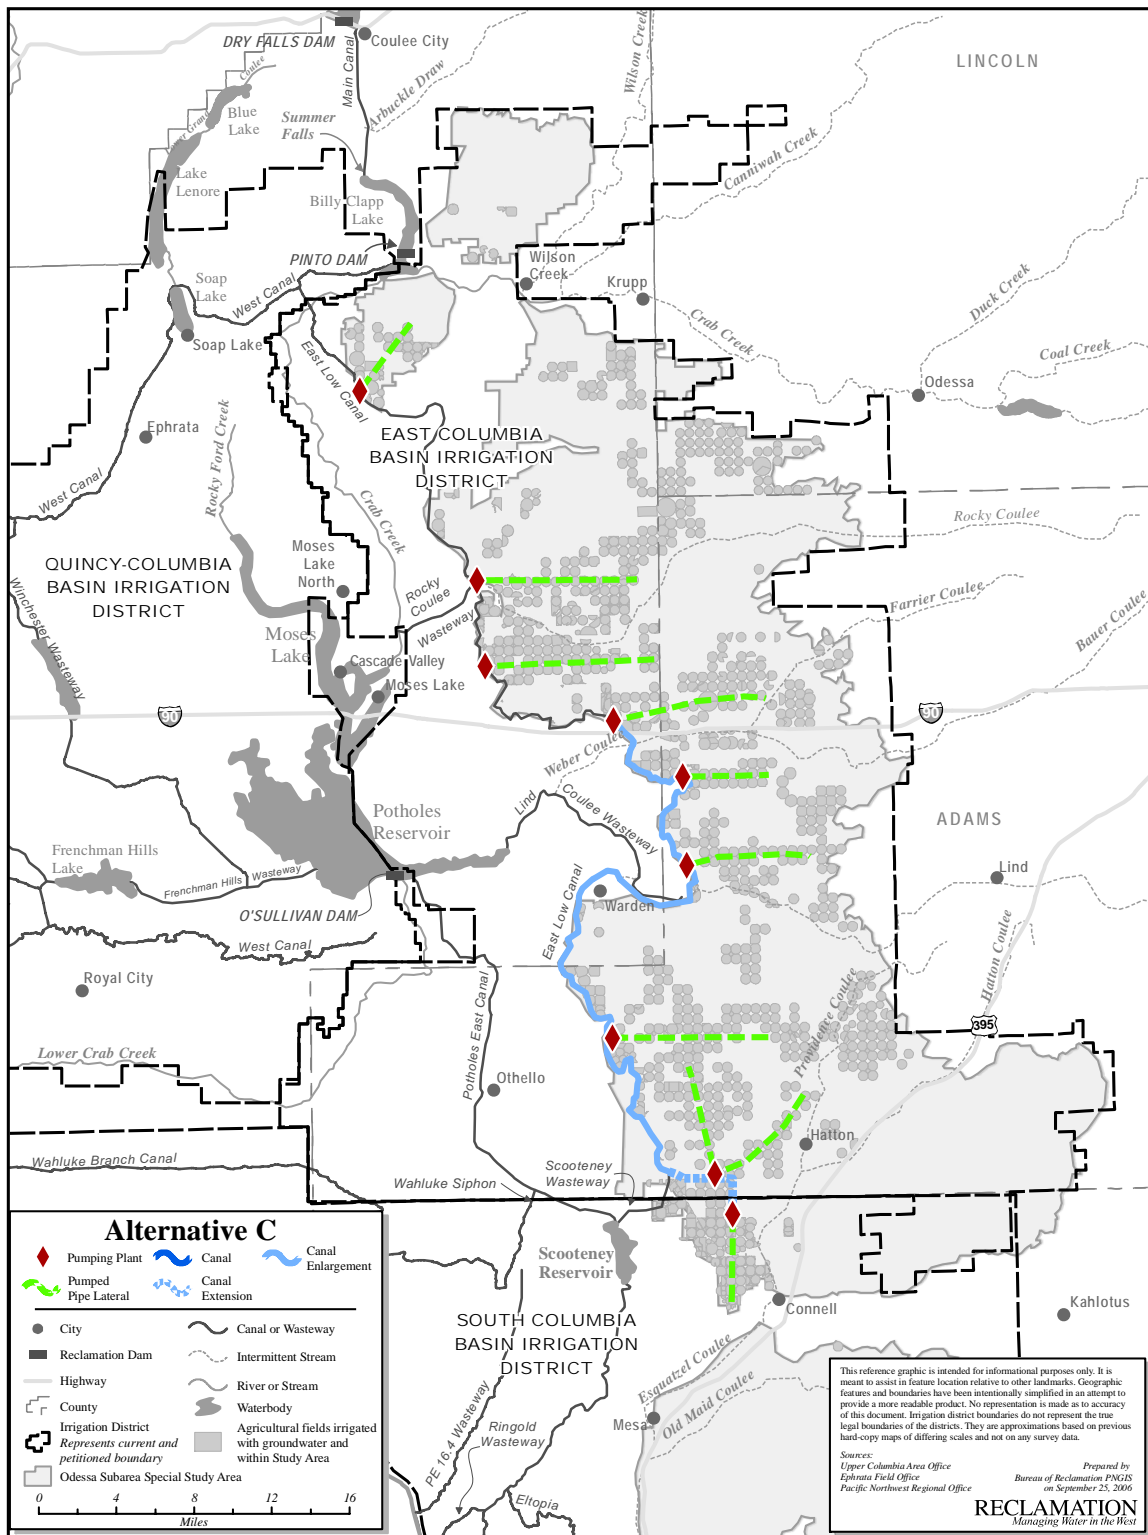 DRY FALLS DAM
Coulee City
Main Canal
Arbuckle Draw
Wilson Creek
LINCOLN
Coulee
Blue
Lake
Summer
Falls
Lake
Lenore
Canniwah Creek
Billy Clapp
Lake
PINTO DAM
Wilson
Creek
Krupp
Soap
Lake
West Canal
Duck Creek
Crab Creek
Coal Creek
Soap Lake
East Low Canal
Odessa
Ephrata
Rocky Ford Creek
EAST COLUMBIA
BASIN IRRIGATION
DISTRICT
West Canal
Crab Creek
Rocky Coulee
QUINCY-COLUMBIA
BASIN IRRIGATION
DISTRICT
Moses
Lake
North
Rocky
Coulee
Wasteway
Winchester Wasteway
Farrier Coulee
Bauer Coulee
Moses
Lake
Cascade Valley
Moses Lake
90
90
Weber Coulee
Lind
Coulee Wasteway
Potholes
Reservoir
ADAMS
Frenchman Hills
Lake
Frenchman Hills Wasteway
Lind
East Low Canal
Warden
O'SULLIVAN DAM
West Canal
Hatton Coulee
Royal City
Potholes East Canal
Providence Coulee
395
Lower Crab Creek
Othello
Hatton
Wahluke Branch Canal
Wahluke Siphon
Scooteney
Wasteway
Scooteney
Reservoir
Connell
Kahlotus
SOUTH COLUMBIA
BASIN IRRIGATION
DISTRICT
Esquatzel Coulee
Old Maid Coulee
Mesa
PE 16.4 Wasteway
Ringold
Wasteway
Eltopia
Alternative C
Pumping Plant
Canal
Canal
Enlargement
Pumped
Pipe Lateral
Canal
Extension
City
Canal or Wasteway
Reclamation Dam
Intermittent Stream
Highway
River or Stream
County
Waterbody
Irrigation District
Represents current and
petitioned boundary
Agricultural fields irrigated
with groundwater and
within Study Area
Odessa Subarea Special Study Area
0 4 8 12 16
Miles
This reference graphic is intended for informational purposes only. It is
meant to assist in feature location relative to other landmarks. Geographic
features and boundaries have been intentionally simplified in an attempt to
provide a more readable product. No representation is made as to accuracy
of this document. Irrigation district boundaries do not represent the true
legal boundaries of the districts. They are approximations based on previous
hard-copy maps of differing scales and not on any survey data.
Sources:
Upper Columbia Area Office
Ephrata Field Office
Pacific Northwest Regional Office
Prepared by
Bureau of Reclamation PNGIS
on September 25, 2006
RECLAMATION
Managing Water in the West